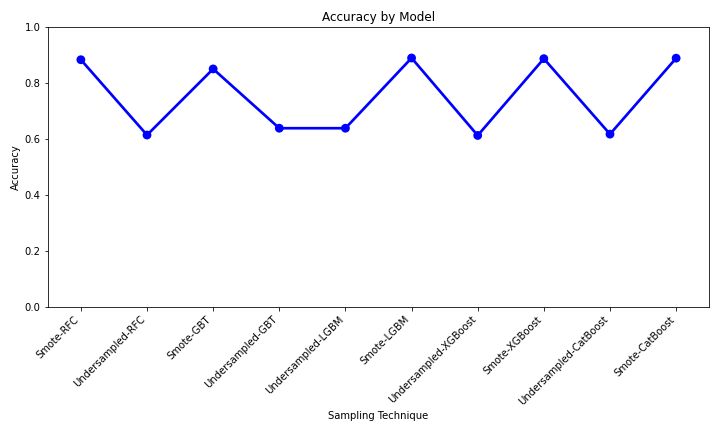 Accuracy by Model
Accuracy
1.0
0.8
0.6
0.4
0.2
0.0
Smote-RFC
Undersampled-RFC
Smote-GBT
Undersampled-GBT
Undersampled-LGBM
Smote-LGBM
Undersampled-XGBoost
Smote-XGBoost
Undersampled-CatBoost
Smote-CatBoost
Sampling Technique